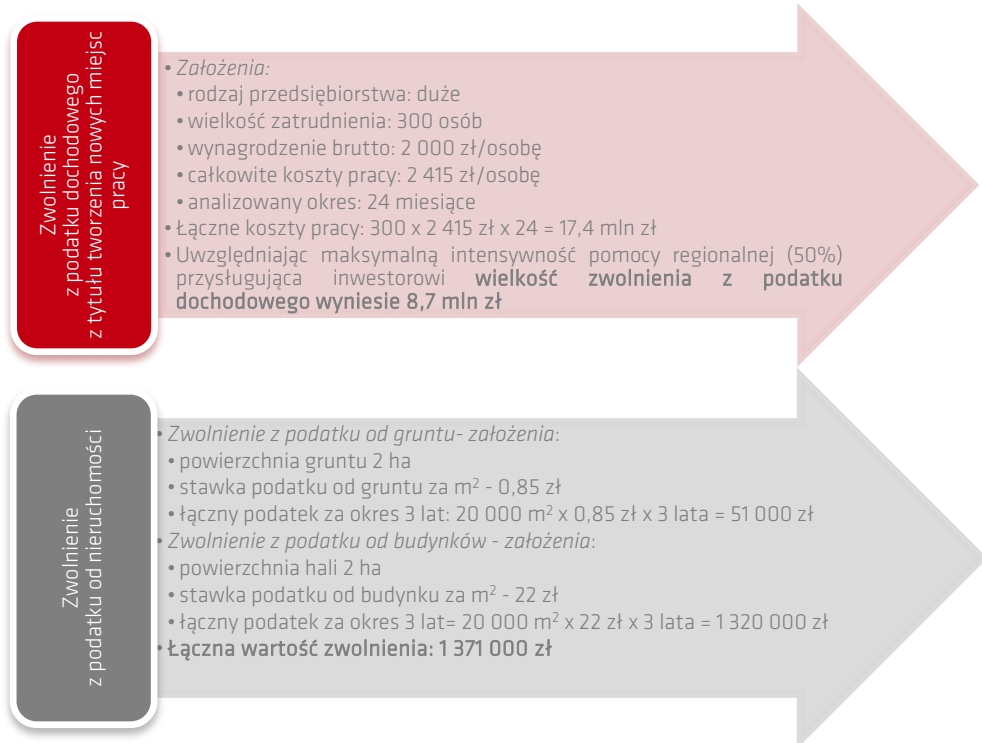 Zwolnienie
z podatku dochodowego
z tytułu tworzenia nowych miejsc
pracy
• Założenia:
• rodzaj przedsiębiorstwa: duże
• wielkość zatrudnienia: 300 osób
• wynagrodzenie brutto: 2 000 zł/osobę
• całkowite koszty pracy: 2 415 zł/osobę
• analizowany okres: 24 miesiące
• Łączne koszty pracy: 300 x 2 415 zł x 24 = 17,4 mln zł
• Uwzględniając maksymalną intensywność pomocy regionalnej (50%)
przysługująca inwestorowi wielkość zwolnienia z podatku
dochodowego wyniesie 8,7 mln zł
Zwolnienie
z podatku od nieruchomości
• Zwolnienie z podatku od gruntu- założenia:
• powierzchnia gruntu 2 ha
• stawka podatku od gruntu za m² - 0,85 zł
• łączny podatek za okres 3 lat: 20 000 m² x 0,85 zł x 3 lata = 51 000 zł
• Zwolnienie z podatku od budynków - założenia:
• powierzchnia hali 2 ha
• stawka podatku od budynku za m² - 22 zł
• łączny podatek za okres 3 lat= 20 000 m² x 22 zł x 3 lata = 1 320 000 zł
• Łączna wartość zwolnienia: 1 371 000 zł